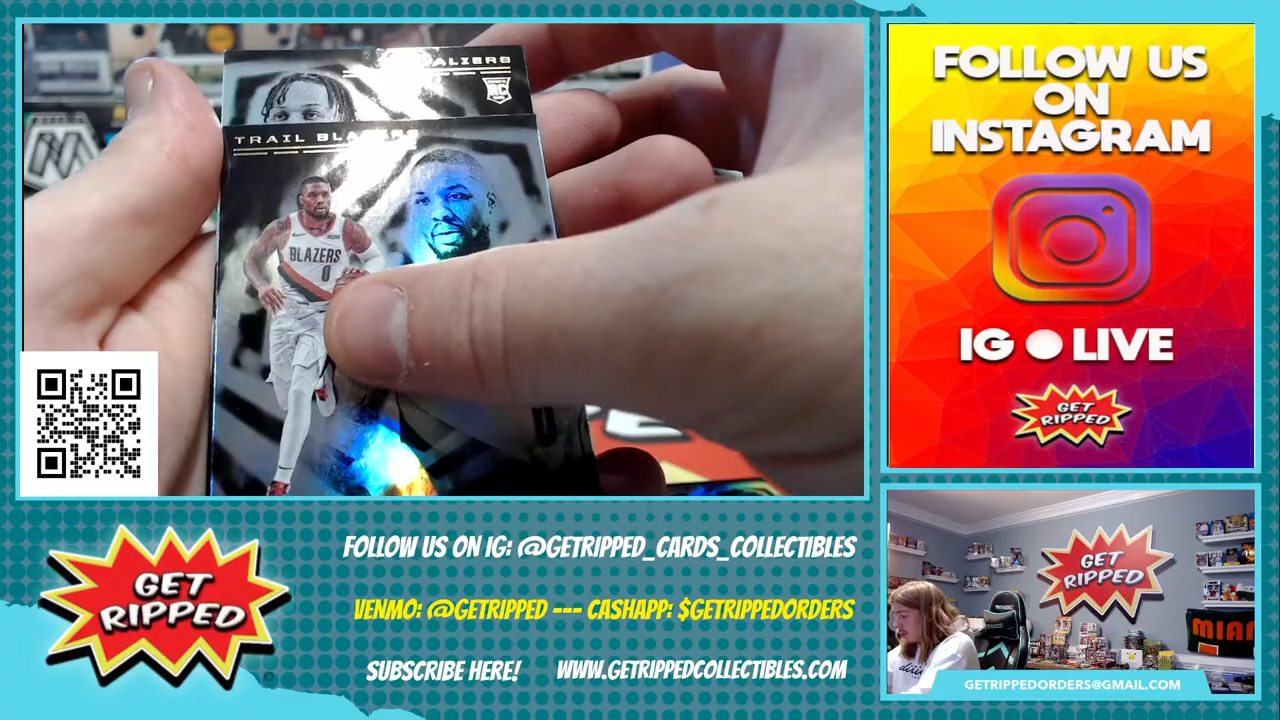 RC
TRAIL BLAZERS
BLAZERS
0
FOLLOW US
ON
INSTAGRAM
IG LIVE
GET
RIPPED
GET
RIPPED
FOLLOW US ON IG: @GETRIPPED_CARDS_COLLECTIBLES
VENMO: @GETRIPPED --- CASHAPP: $GETRIPPEDORDERS
SUBSCRIBE HERE! WWW.GETRIPPEDCOLLECTIBLES.COM
GET
RIPPED
GETRIPPEDORDERS@GMAIL.COM